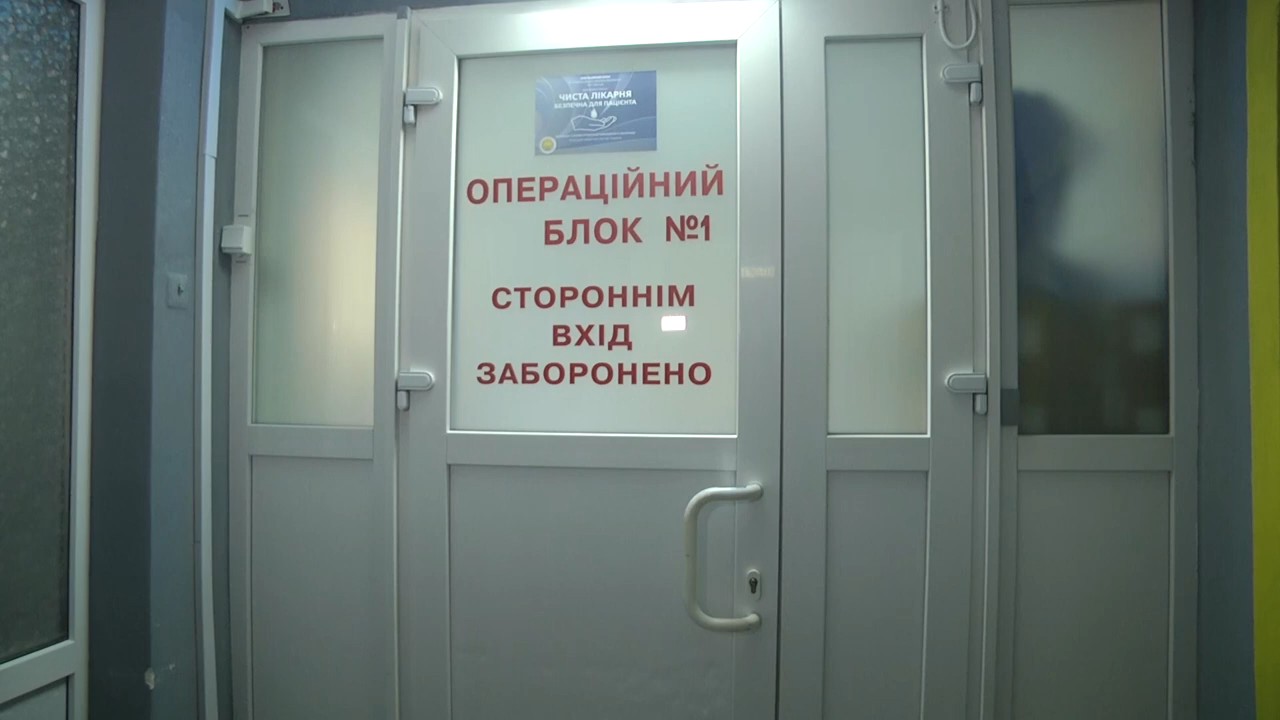 ЧИСТА ЛІКАРНЯ
БЕЗПЕЧНА ДЛЯ ПАЦІЄНТА
ОПЕРАЦІЙНИЙ
БЛОК №1
СТОРОННІМ
ВХІД
ЗАБОРОНЕНО